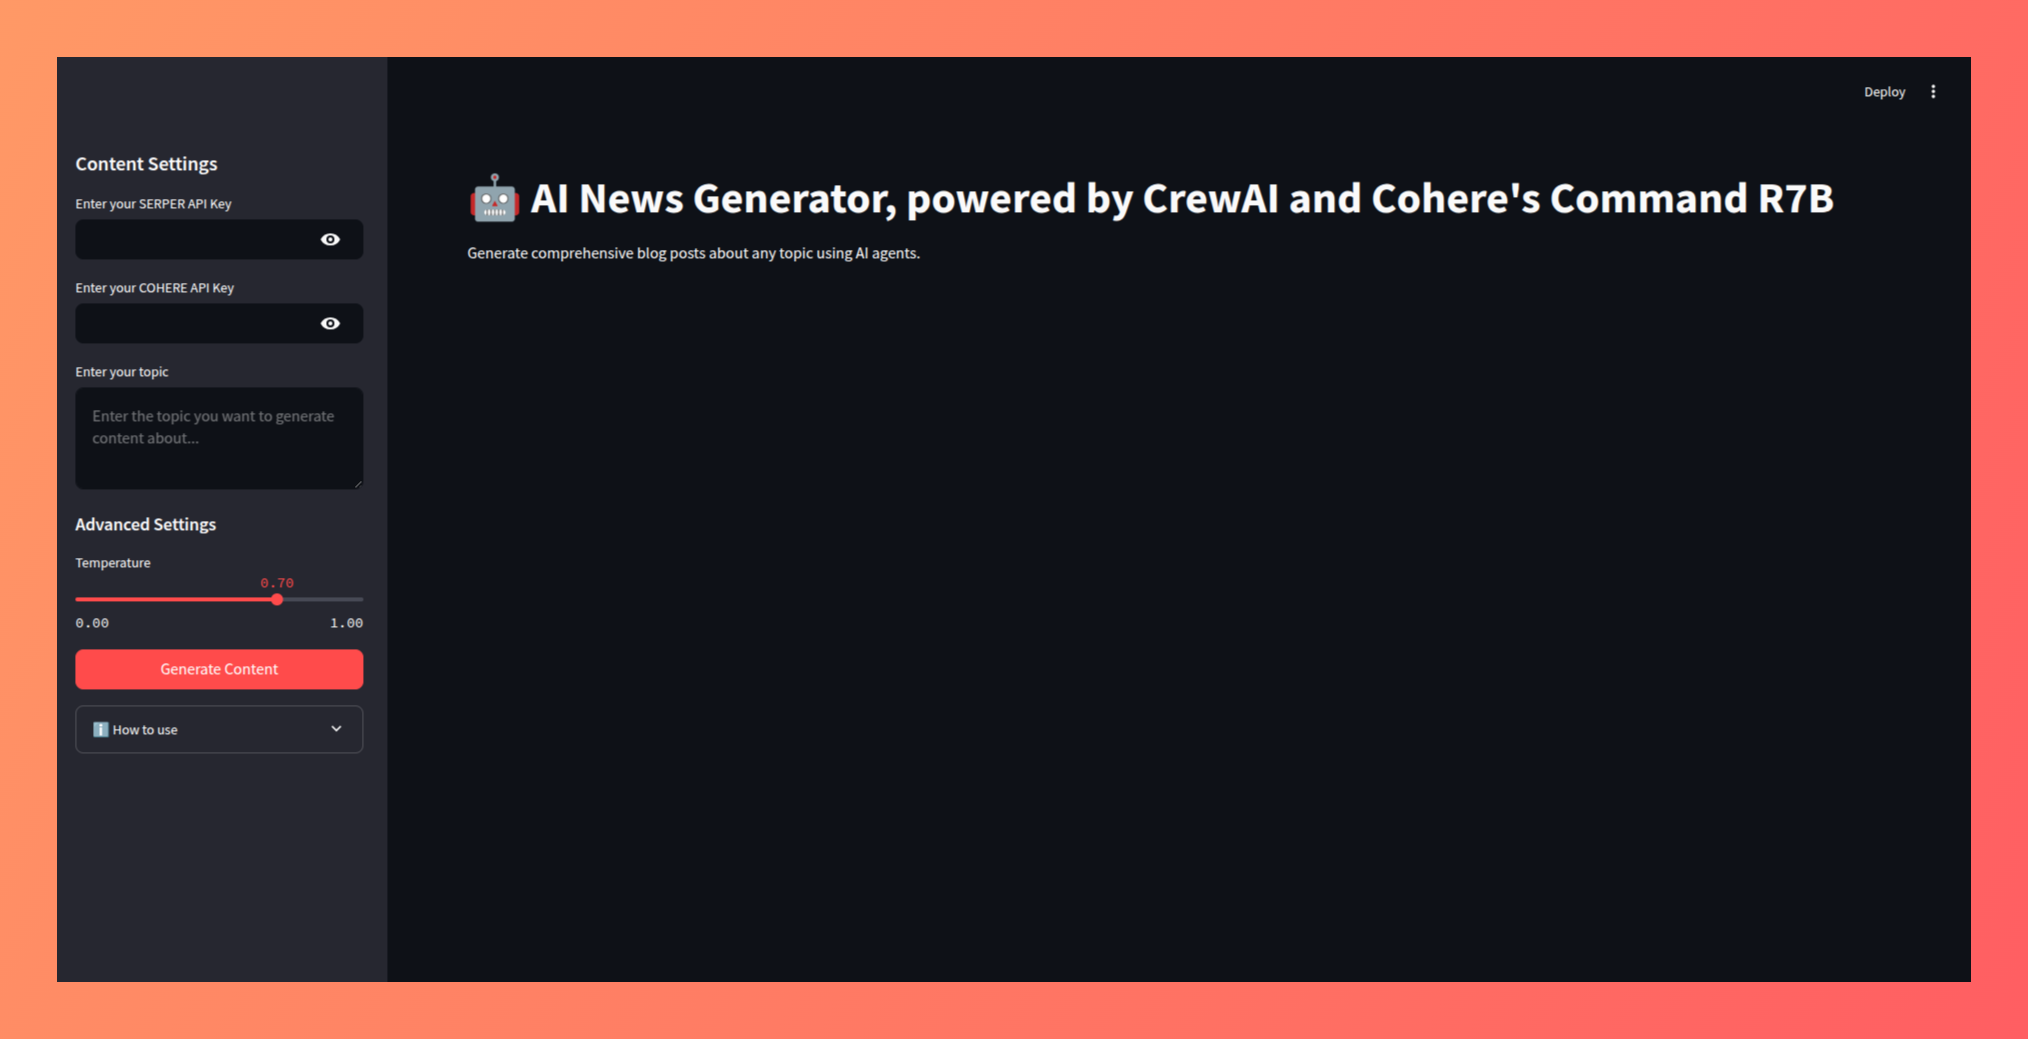 Deploy
Content Settings
Enter your SERPER API Key
Enter your COHERE API Key
Enter your topic
Enter the topic you want to generate
content about...
Advanced Settings
Temperature
0.70
0.00 1.00
Generate Content
ℹ️ How to use
🤖 AI News Generator, powered by CrewAI and Cohere's Command R7B
Generate comprehensive blog posts about any topic using AI agents.